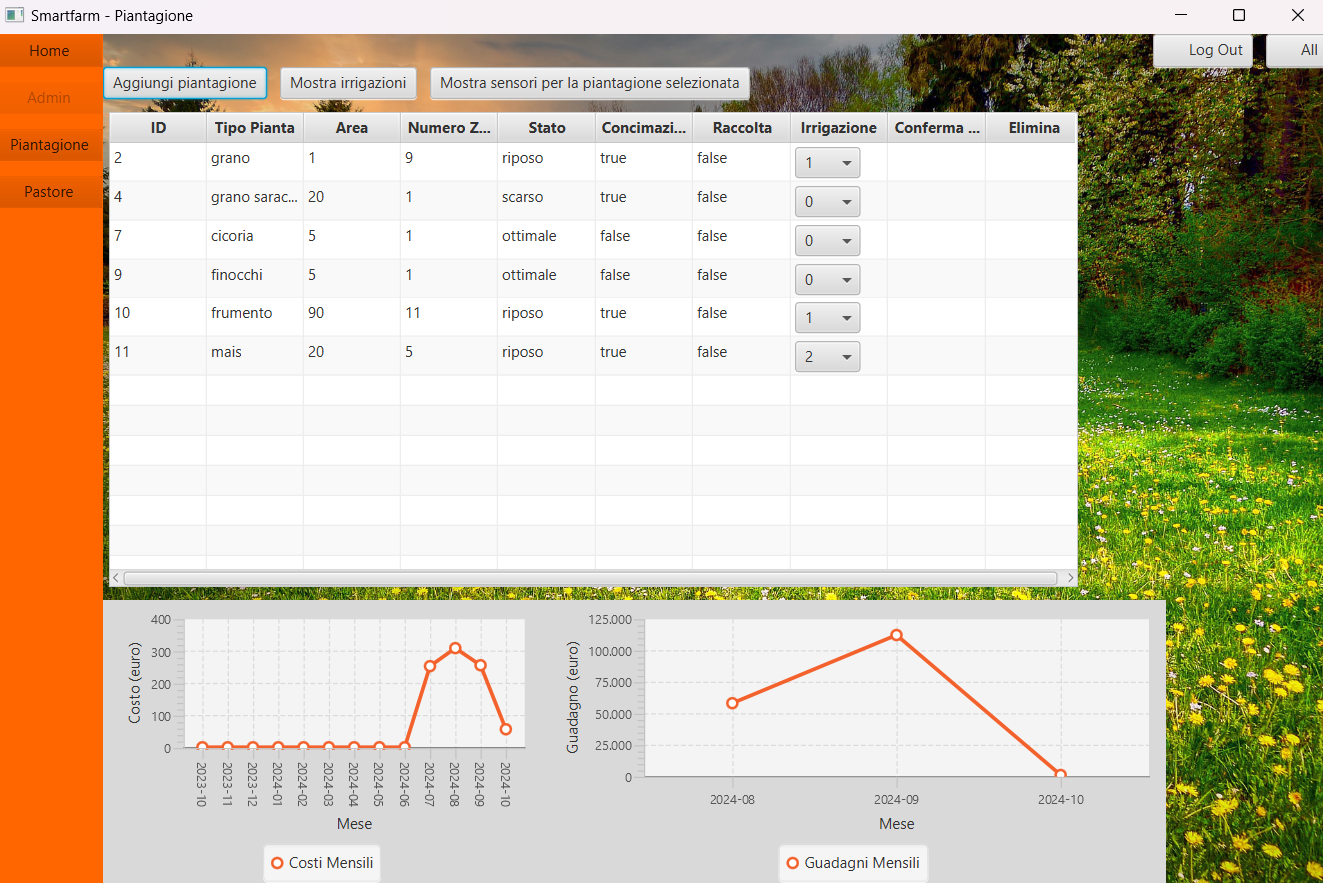 Smartfarm - Piantagione
Home
Admin
Piantagione
Pastore
Log Out
All
Aggiungi piantagione
Mostra irrigazioni
Mostra sensori per la piantagione selezionata
ID Tipo Pianta Area Numero Z... Stato Concimazi... Raccolta Irrigazione Conferma ... Elimina
2 grano 1 9 riposo true false 1
4 grano sarac... 20 1 scarso true false 0
7 cicoria 5 1 ottimale false false 0
9 finocchi 5 1 ottimale false false 0
10 frumento 90 11 riposo true false 1
11 mais 20 5 riposo true false 2
Costo (euro)
400
300
200
100
0
2023-10 2023-11 2023-12 2024-01 2024-02 2024-03 2024-04 2024-05 2024-06 2024-07 2024-08 2024-09 2024-10
Mese
Costi Mensili
Guadagno (euro)
125.000
100.000
75.000
50.000
25.000
0
2024-08 2024-09 2024-10
Mese
Guadagni Mensili